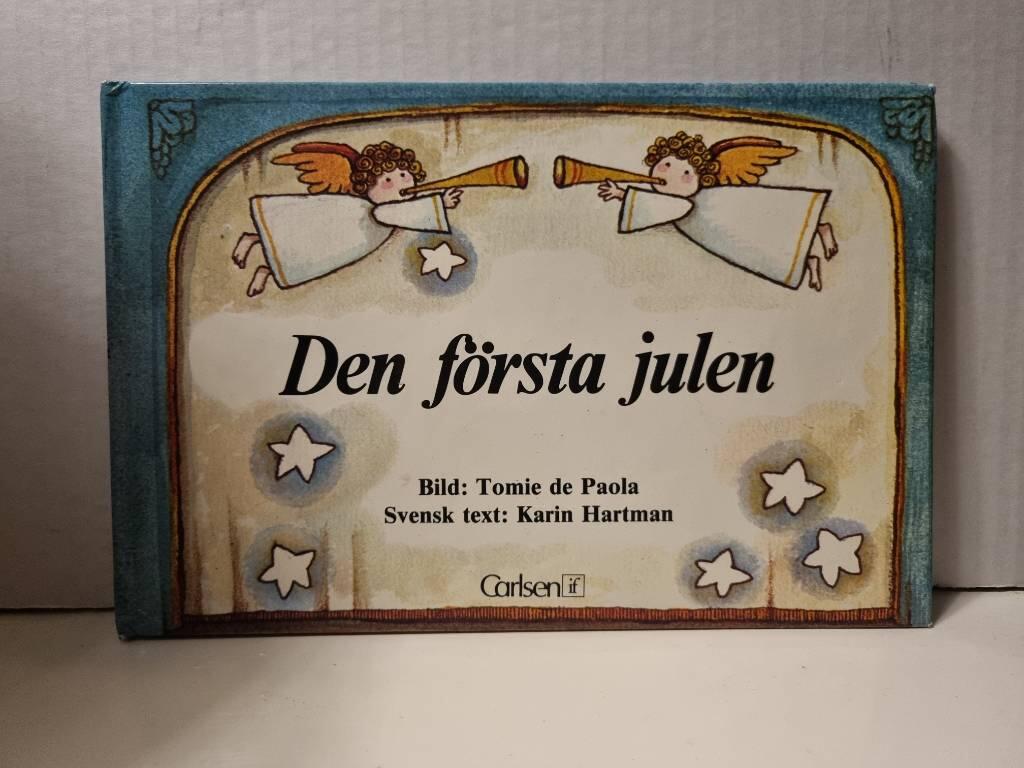 Den första julen
Bild: Tomie de Paola
Svensk text: Karin Hartman
Carlsen if